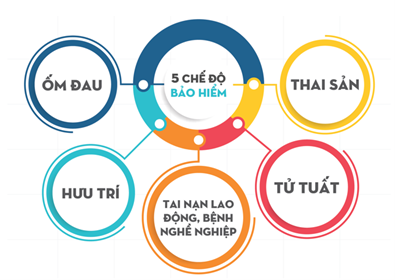 5 CHẾ ĐỘ
BẢO HIỂM
ỐM ĐAU
THAI SẢN
HƯU TRÍ
TAI NẠN LAO
ĐỘNG, BỆNH
NGHỀ NGHIỆP
TỬ TUẤT